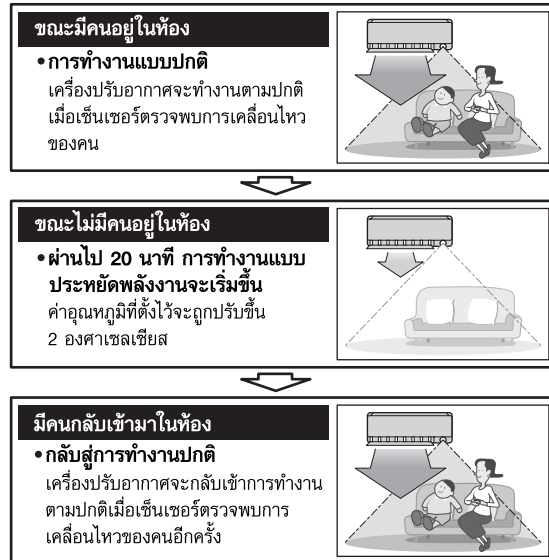 ขณะมีคนอยู่ในห้อง
•การทำงานแบบปกติ
เครื่องปรับอากาศจะทำงานตามปกติ
เมื่อเซ็นเซอร์ตรวจพบการเคลื่อนไหว
ของคน
ขณะไม่มีคนอยู่ในห้อง
•ผ่านไป 20 นาที การทำงานแบบ
ประหยัดพลังงานจะเริ่มขึ้น
ค่าอุณหภูมิที่ตั้งไว้จะถูกปรับขึ้น
2 องศาเซลเซียส
มีคนกลับเข้ามาในห้อง
•กลับสู่การทำงานปกติ
เครื่องปรับอากาศจะกลับเข้าการทำงาน
ตามปกติเมื่อเซ็นเซอร์ตรวจพบการ
เคลื่อนไหวของคนอีกครั้ง